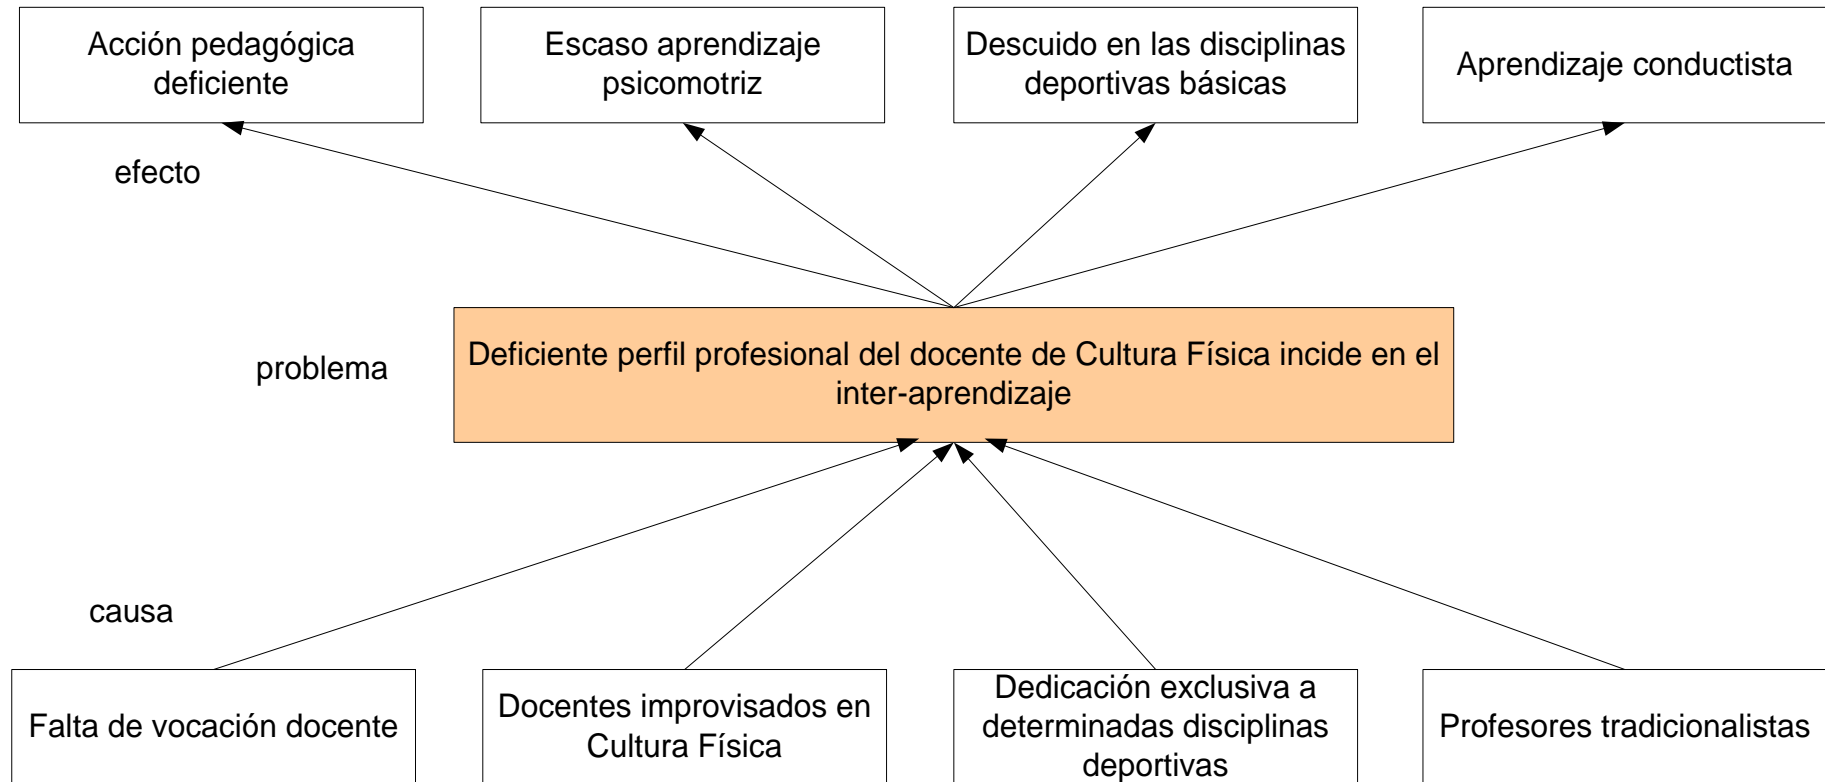 Acción pedagógica
deficiente
Escaso aprendizaje
psicomotriz
Descuido en las disciplinas
deportivas básicas
Aprendizaje conductista
efecto
problema
Deficiente perfil profesional del docente de Cultura Física incide en el
inter-aprendizaje
causa
Falta de vocación docente
Docentes improvisados en
Cultura Física
Dedicación exclusiva a
determinadas disciplinas
deportivas
Profesores tradicionalistas